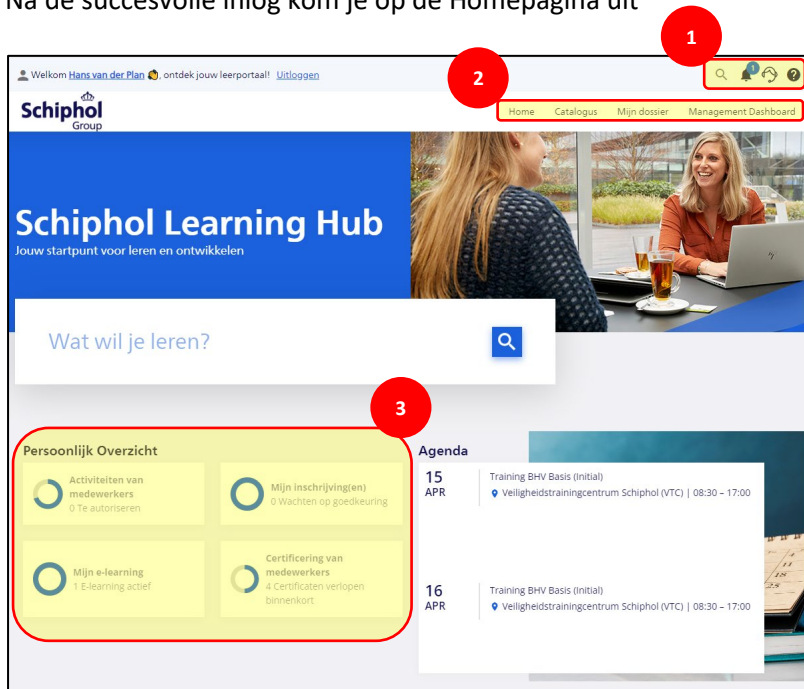 Na de succesvolle inlog kom je op de Homepagina uit
1
Welkom Hans van der Plan , ontdek jouw leerportaal! Uitloggen
1
?
2
Schiphol
Group
Home Catalogus Mijn dossier Management Dashboard
Schiphol Learning Hub
Jouw startpunt voor leren en ontwikkelen
Wat wil je leren?
3
Persoonlijk Overzicht
Activiteiten van
medewerkers
0 Te autoriseren
Mijn inschrijving(en)
0 Wachten op goedkeuring
Mijn e-learning
1 E-learning actief
Certificering van
medewerkers
4 Certificaten verlopen
binnenkort
Agenda
15
APR
Training BHV Basis (Initial)
Veiligheidstrainingcentrum Schiphol (VTC) | 08:30 – 17:00
16
APR
Training BHV Basis (Initial)
Veiligheidstrainingcentrum Schiphol (VTC) | 08:30 – 17:00